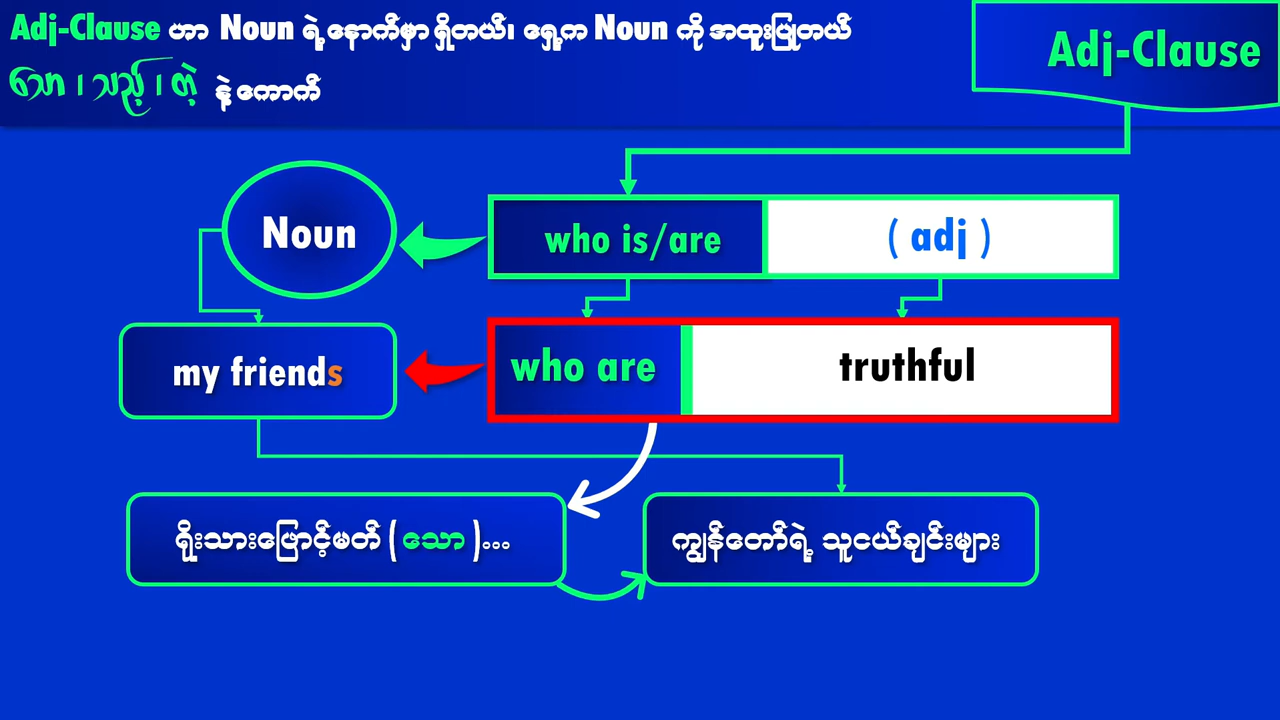 Adj-Clause ဟာ Noun ရဲ့ နောက်မှာ ရှိတယ်၊ ရှေ့က Noun ကို အထူးပြုတယ်
သော ၊ သည့် ၊ တဲ့ နဲ့ ကောက်
Adj-Clause
Noun
who is/are
( adj )
my friends
who are
truthful
ရိုးသားဖြောင့်မတ် ( သော )...
ကျွန်တော်ရဲ့ သူငယ်ချင်းများ